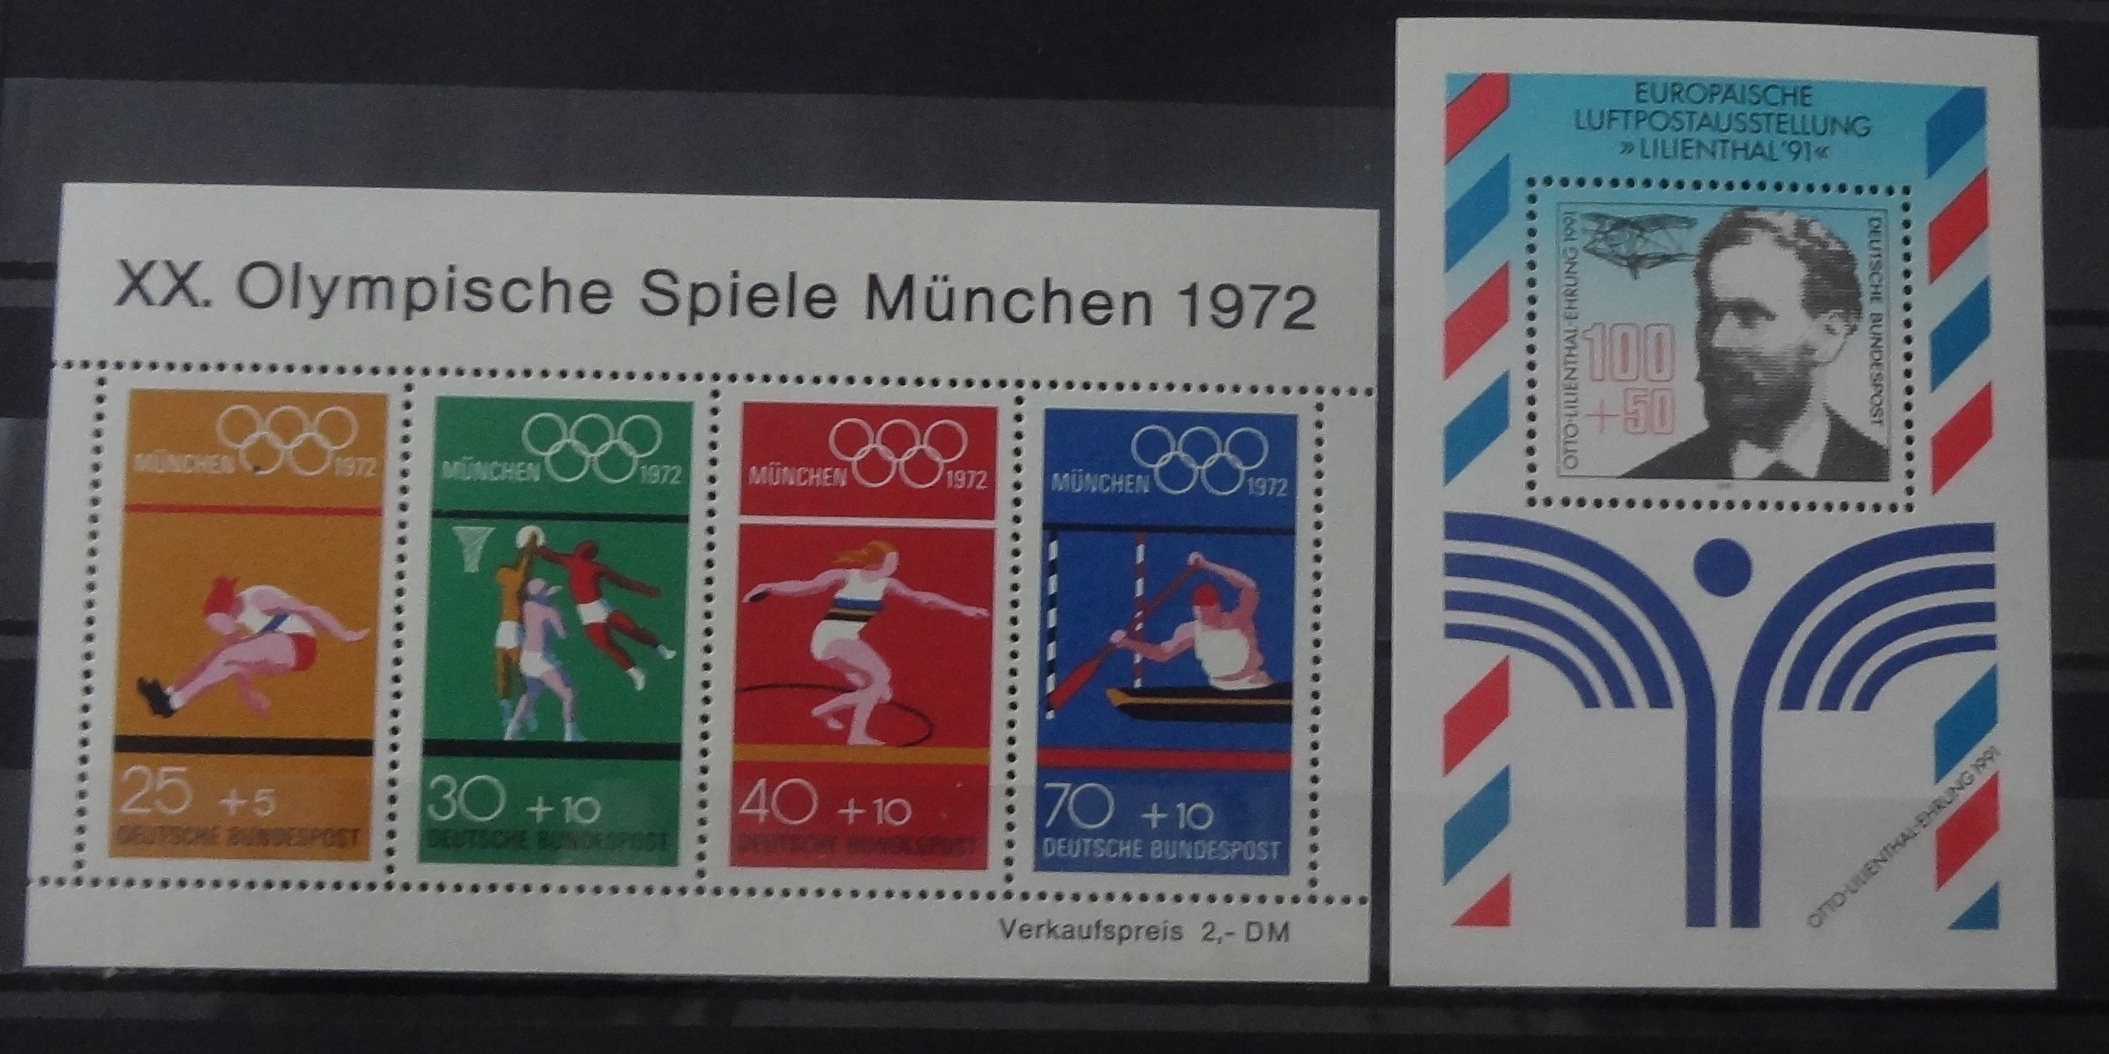 XX. Olympische Spiele München 1972
MÜNCHEN 1972
25 +5
DEUTSCHE BUNDESPOST
MÜNCHEN 1972
30 +10
DEUTSCHE BUNDESPOST
MÜNCHEN 1972
40 +10
DEUTSCHE BUNDESPOST
MÜNCHEN 1972
70 +10
DEUTSCHE BUNDESPOST
Verkaufspreis 2,- DM
EUROPÄISCHE
LUFTPOSTAUSSTELLUNG
»LILIENTHAL'91«
OTTO-LILIENTHAL-EHRUNG 1991
100
+50
DEUTSCHE BUNDESPOST
OTTO-LILIENTHAL-EHRUNG 1991